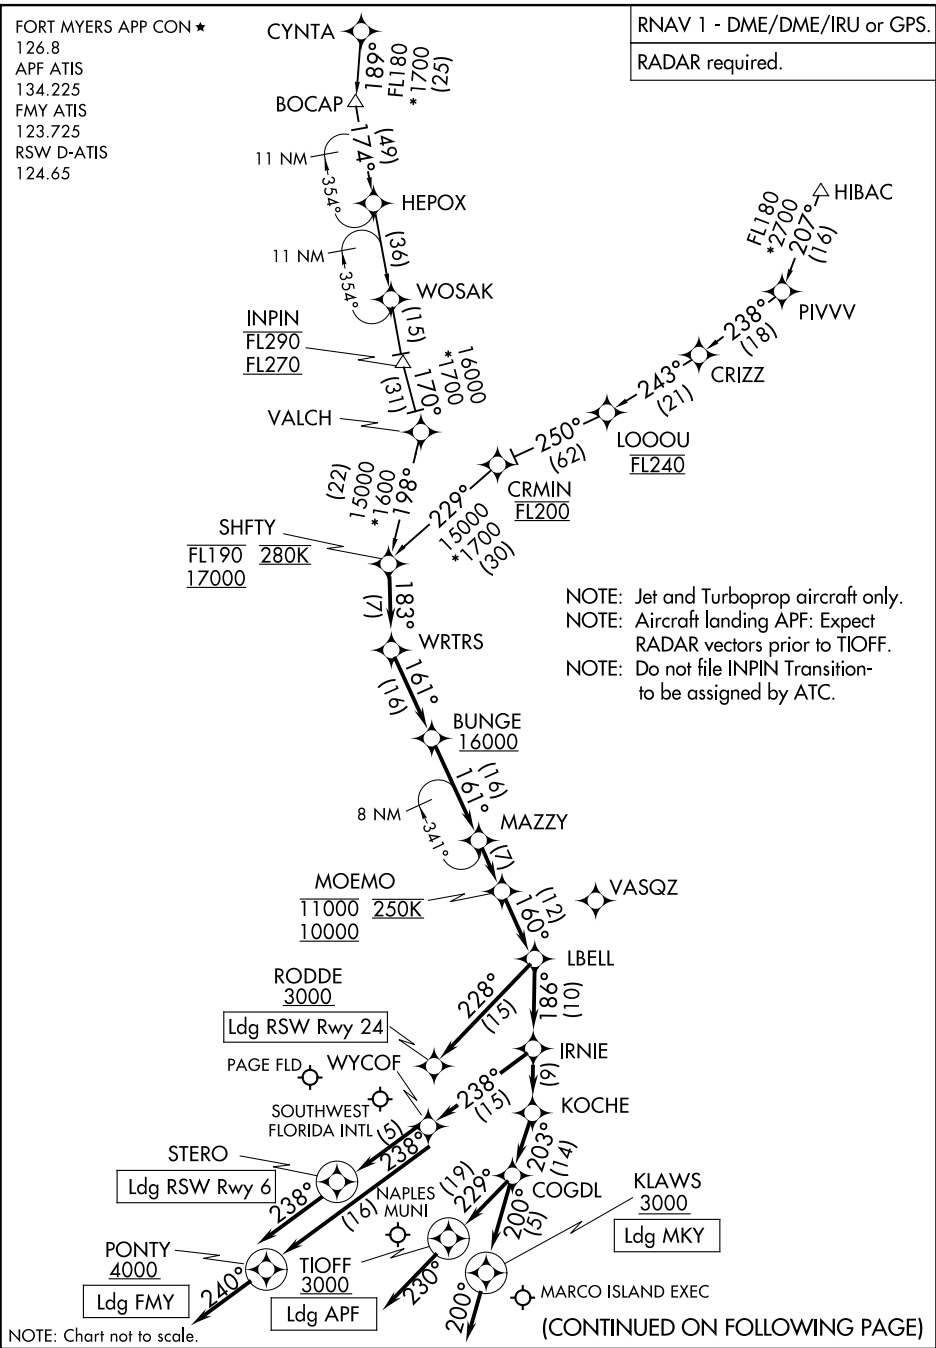 FORT MYERS APP CON ★
126.8
APF ATIS
134.225
FMY ATIS
123.725
RSW D-ATIS
124.65
RNAV 1 - DME/DME/IRU or GPS.
RADAR required.
CYNTA
189°
FL180
*1700
(25)
BOCAP
174°
(49)
11 NM
354°
HEPOX
(36)
11 NM
354°
WOSAK
(15)
INPIN
FL290
FL270
16000
*1700
170°
(31)
VALCH
HIBAC
FL180
*2700
207°
(16)
PIVVV
238°
(18)
CRIZZ
243°
(21)
LOOOU
FL240
250°
(62)
CRMIN
FL200
229°
15000
*1700
(30)
(22)
15000
*1600
198°
SHFTY
FL190 280K
17000
183°
(7)
WRTRS
161°
(16)
BUNGE
16000
(16)
161°
8 NM
341°
MAZZY
(7)
NOTE: Jet and Turboprop aircraft only.
NOTE: Aircraft landing APF: Expect
RADAR vectors prior to TIOFF.
NOTE: Do not file INPIN Transition-
to be assigned by ATC.
MOEMO
11000 250K
10000
VASQZ
(12)
160°
LBELL
RODDE
3000
Ldg RSW Rwy 24
228°
(15)
186°
(10)
IRNIE
PAGE FLD
WYCOF
238°
(15)
(9)
KOCHE
SOUTHWEST
FLORIDA INTL
(5)
238°
203°
(14)
STERO
Ldg RSW Rwy 6
238°
(16)
NAPLES
MUNI
(19)
229°
COGDL
200°
(5)
KLAWS
3000
Ldg MKY
PONTY
4000
Ldg FMY
240°
TIOFF
3000
Ldg APF
230°
200°
MARCO ISLAND EXEC
NOTE: Chart not to scale.
(CONTINUED ON FOLLOWING PAGE)